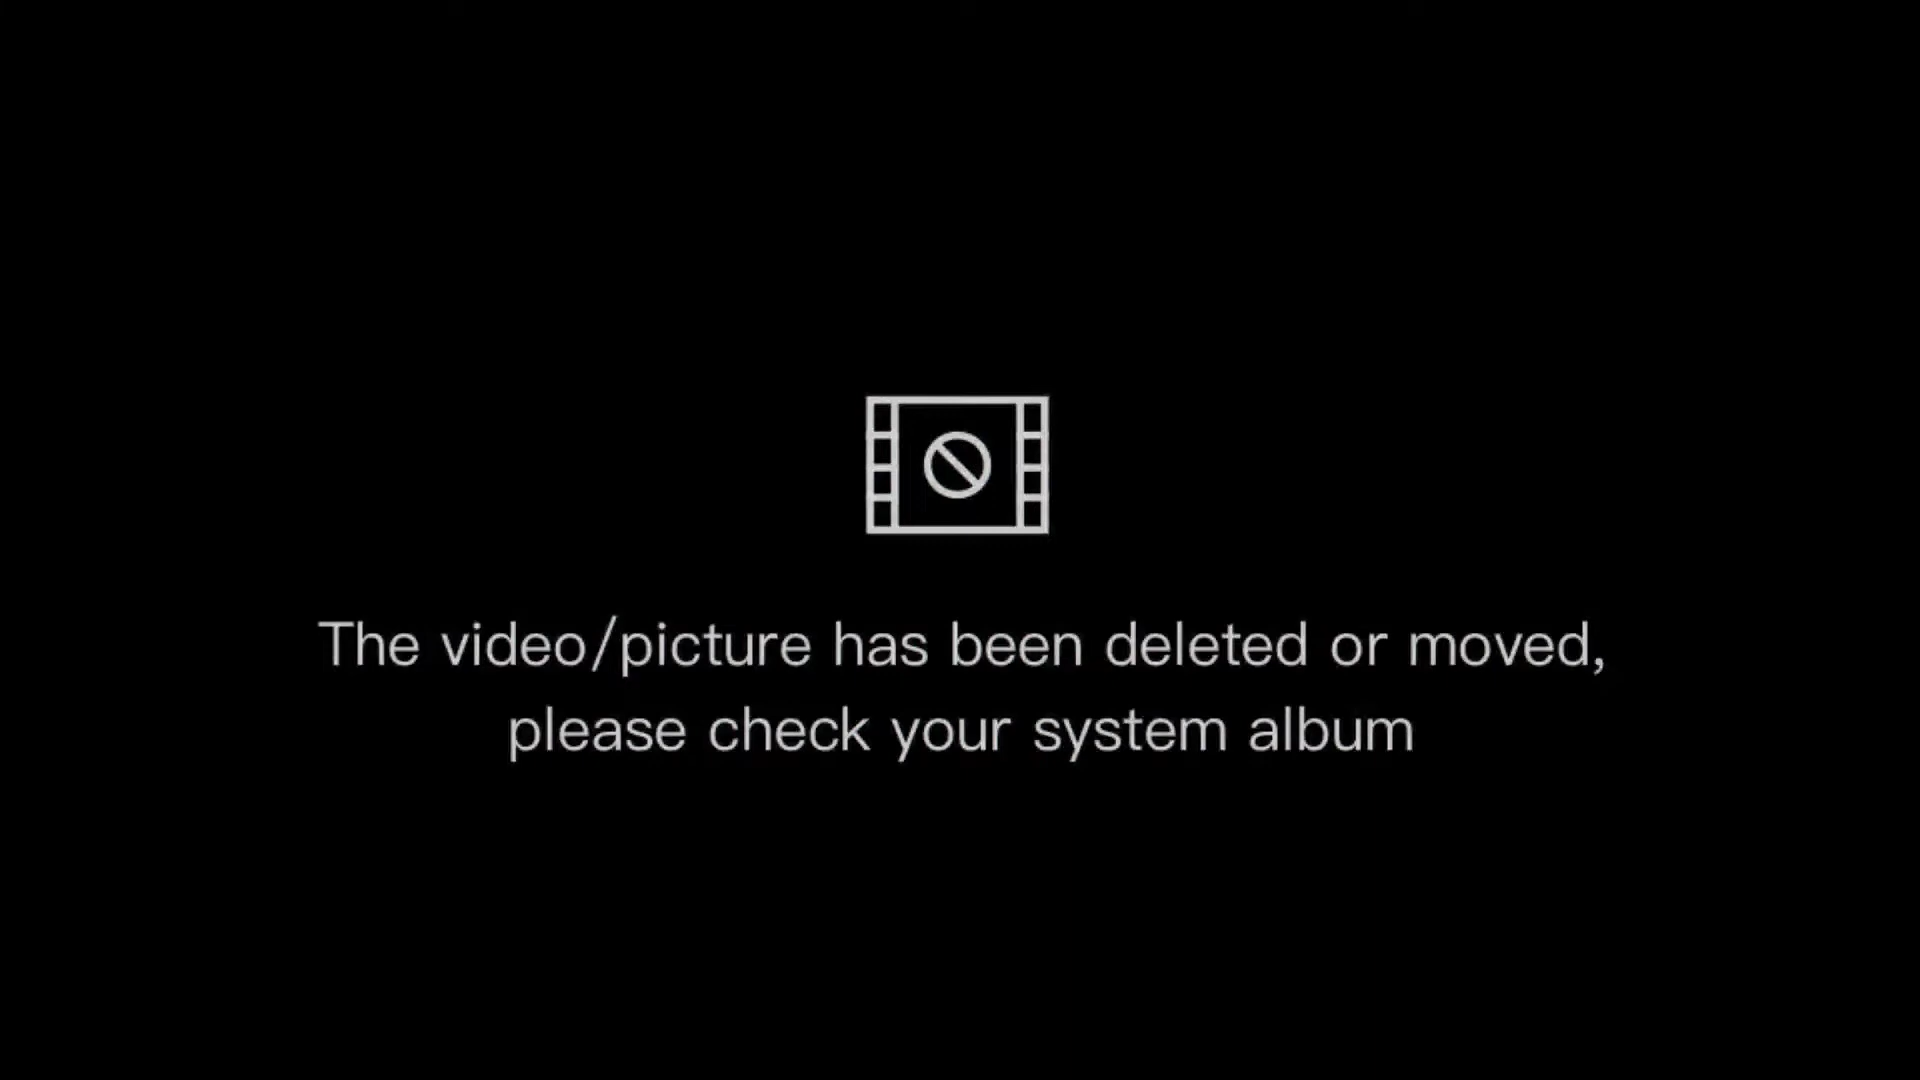 The video/picture has been deleted or moved,
please check your system album